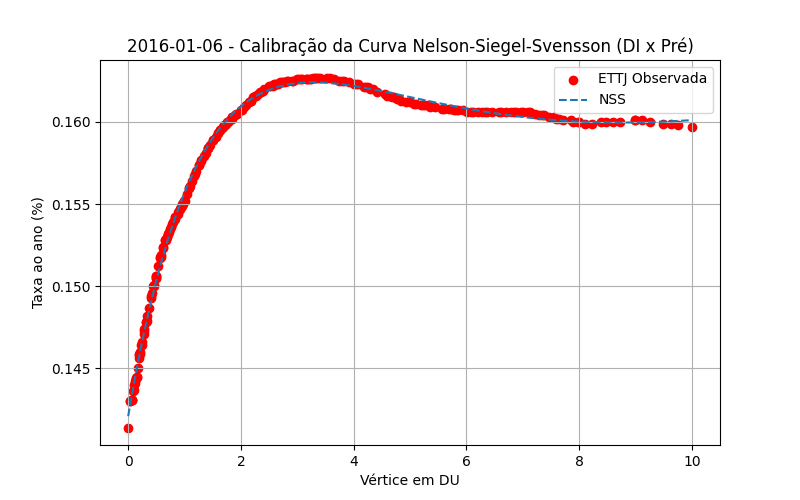 2016-01-06 - Calibração da Curva Nelson-Siegel-Svensson (DI x Pré)
ETTJ Observada
NSS
Taxa ao ano (%)
0.160
0.155
0.150
0.145
0 2 4 6 8 10
Vértice em DU